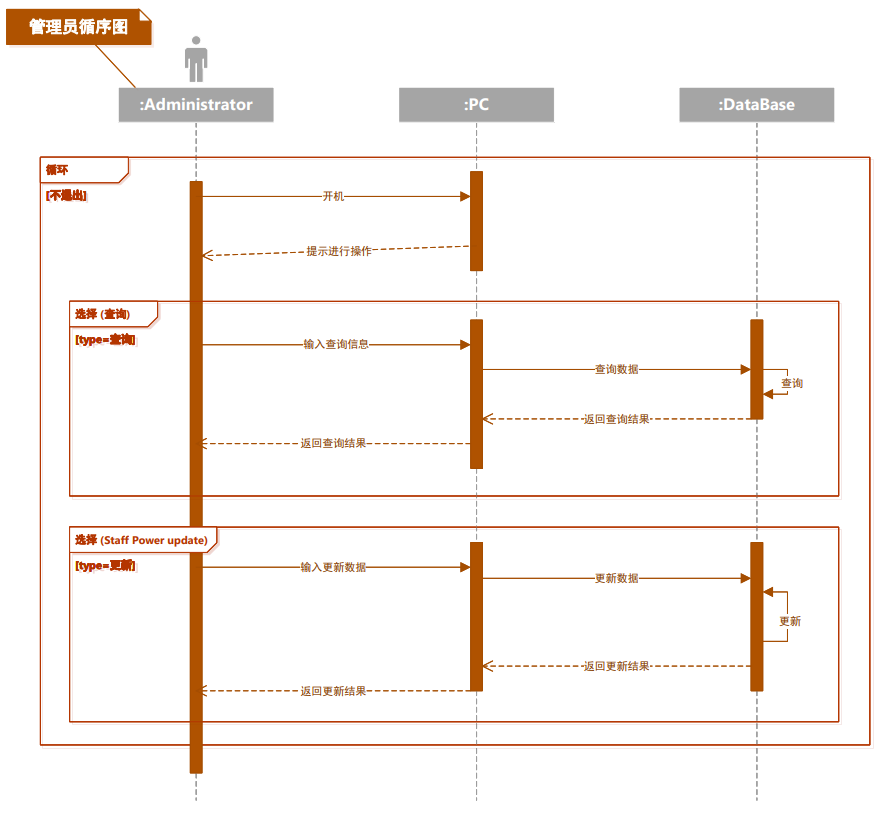 管理员循序图
:Administrator
:PC
:DataBase
循环
[不退出]
开机
提示进行操作
选择 (查询)
[type=查询]
输入查询信息
查询数据
查询
返回查询结果
返回查询结果
选择 (Staff Power update)
[type=更新]
输入更新数据
更新数据
更新
返回更新结果
返回更新结果